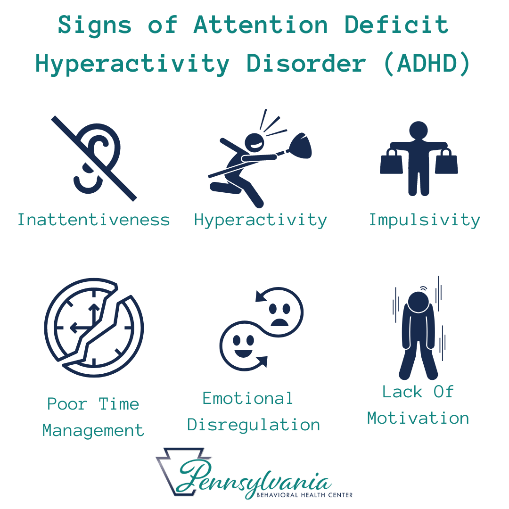 Signs of Attention Deficit
Hyperactivity Disorder (ADHD)
Inattentiveness
Hyperactivity
Impulsivity
Poor Time
Management
Emotional
Disregulation
Lack Of
Motivation
Pennsylvania
BEHAVIORAL HEALTH CENTER